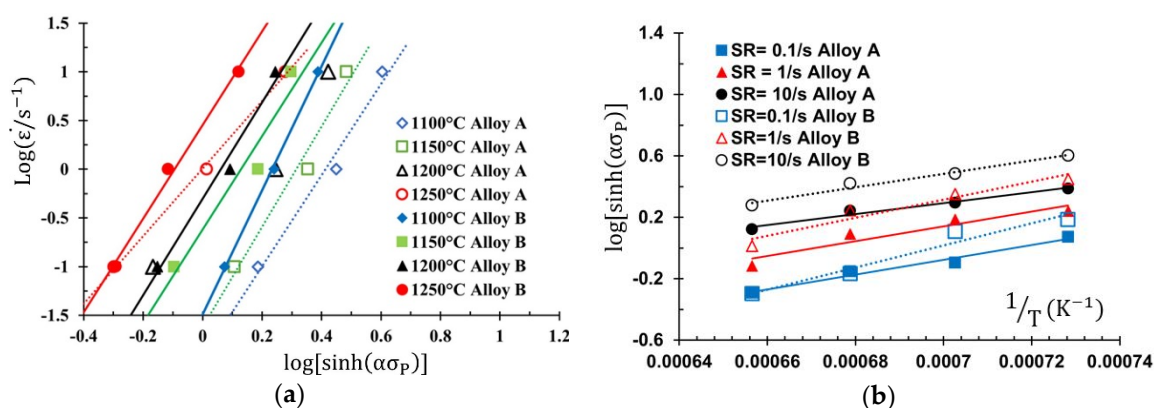 1.5
1.0
0.5
0.0
-0.5
-1.0
-1.5
Log(ε̇/s⁻¹)
-0.4 -0.2 0.0 0.2 0.4 0.6 0.8 1 1.2
log[sinh(ασP)]
1100°C Alloy A
1150°C Alloy A
1200°C Alloy A
1250°C Alloy A
1100°C Alloy B
1150°C Alloy B
1200°C Alloy B
1250°C Alloy B
(a)
1.4
1.0
0.6
0.2
-0.2
-0.6
log[sinh(ασP)]
SR= 0.1/s Alloy A
SR = 1/s Alloy A
SR= 10/s Alloy A
SR=0.1/s Alloy B
SR=1/s Alloy B
SR=10/s Alloy B
1/T (K⁻¹)
0.00064 0.00066 0.00068 0.0007 0.00072 0.00074
(b)